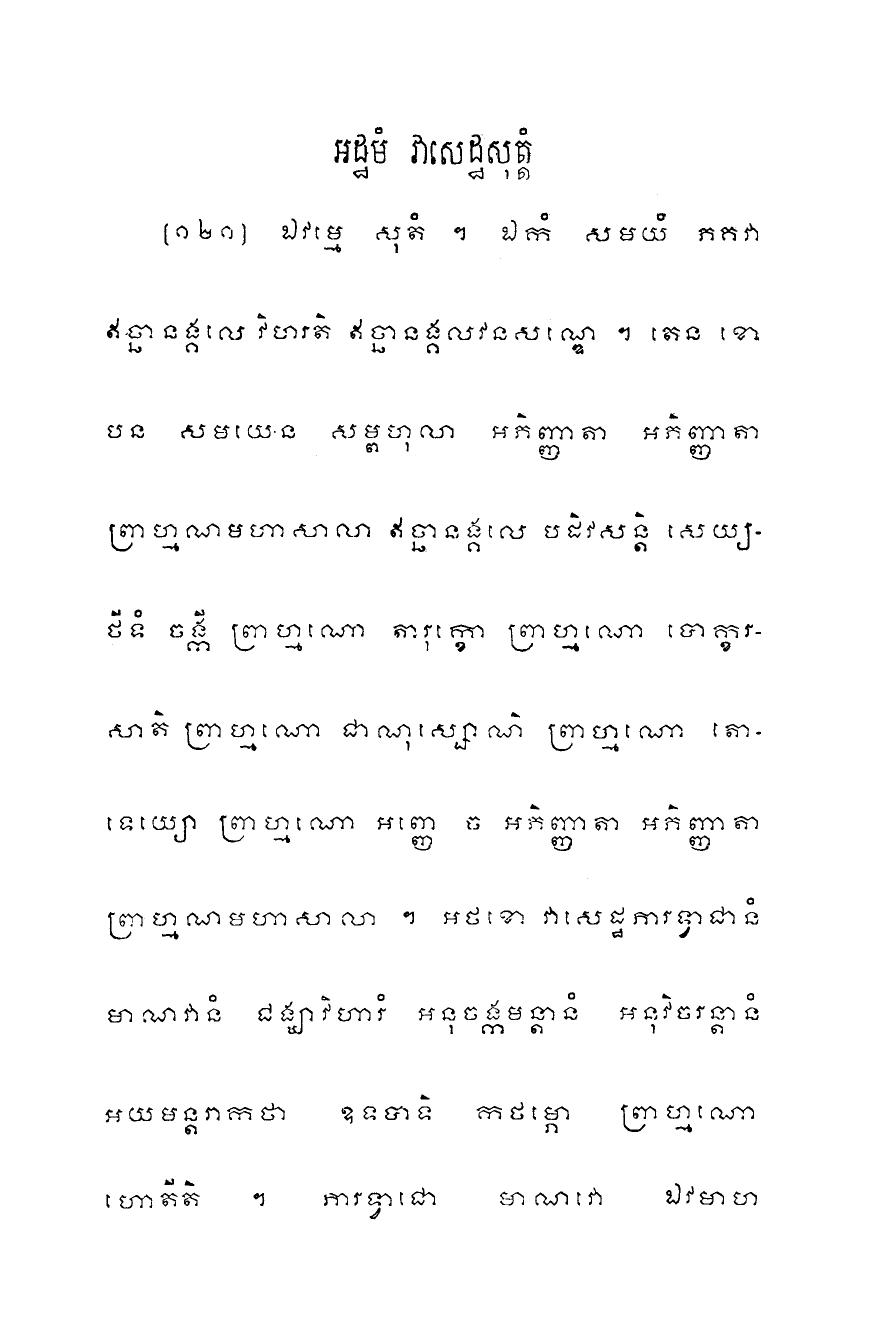 អដ្ឋមំ វាសេដ្ឋសុត្តំ
(១២១) ឯវម្មេ សុតំ ។ ឯកំ សមយំ ភគវា
ឥច្ឆានង្គលេ វិហរតិ ឥច្ឆានង្គលវនសណ្ឌេ ។ តេន ខោ
បន សមយេន សម្ពហុលា អភិញ្ញាតា អភិញ្ញាតា
ព្រាហ្មណមហាសាលា ឥច្ឆានង្គលេ បដិវសន្តិ សេយ្យ-
ថីទំ ចង្កី ព្រាហ្មណោ តារុក្ខោ ព្រាហ្មណោ បោក្ខរ-
សាតិ ព្រាហ្មណោ ជាណុស្សោណិ ព្រាហ្មណោ តោ-
ទេយ្យោ ព្រាហ្មណោ អញ្ញេ ច អភិញ្ញាតា អភិញ្ញាតា
ព្រាហ្មណមហាសាលា ។ អថខោ វាសេដ្ឋភារទ្វាជានំ
មាណវានំ ជង្ឃាវិហារំ អនុចង្កមន្តានំ អនុវិចរន្តានំ
អយមន្តរាកថា ឧទបាទិ កថម្ភោ ព្រាហ្មណោ
ហោតីតិ ។ ភារទ្វាជោ មាណវោ ឯវមាហ